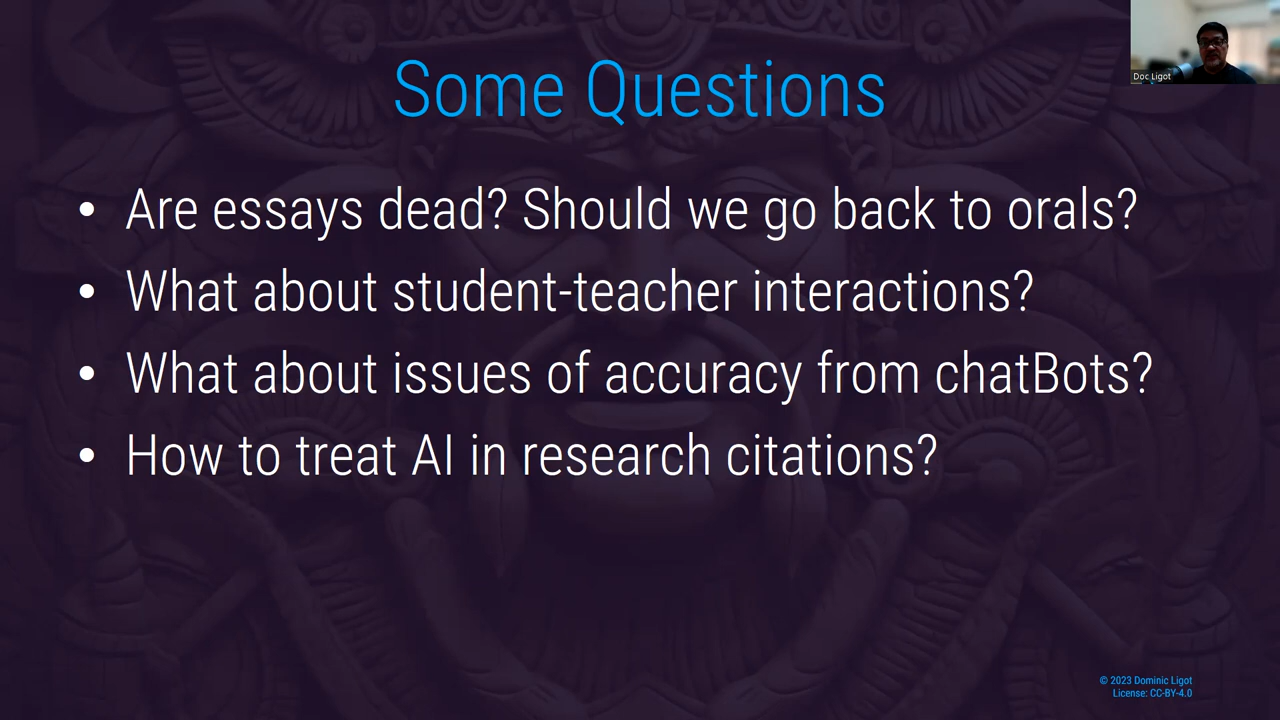 Doc Ligot
Some Questions
• Are essays dead? Should we go back to orals?
• What about student-teacher interactions?
• What about issues of accuracy from chatBots?
• How to treat AI in research citations?
© 2023 Dominic Ligot
License: CC-BY-4.0